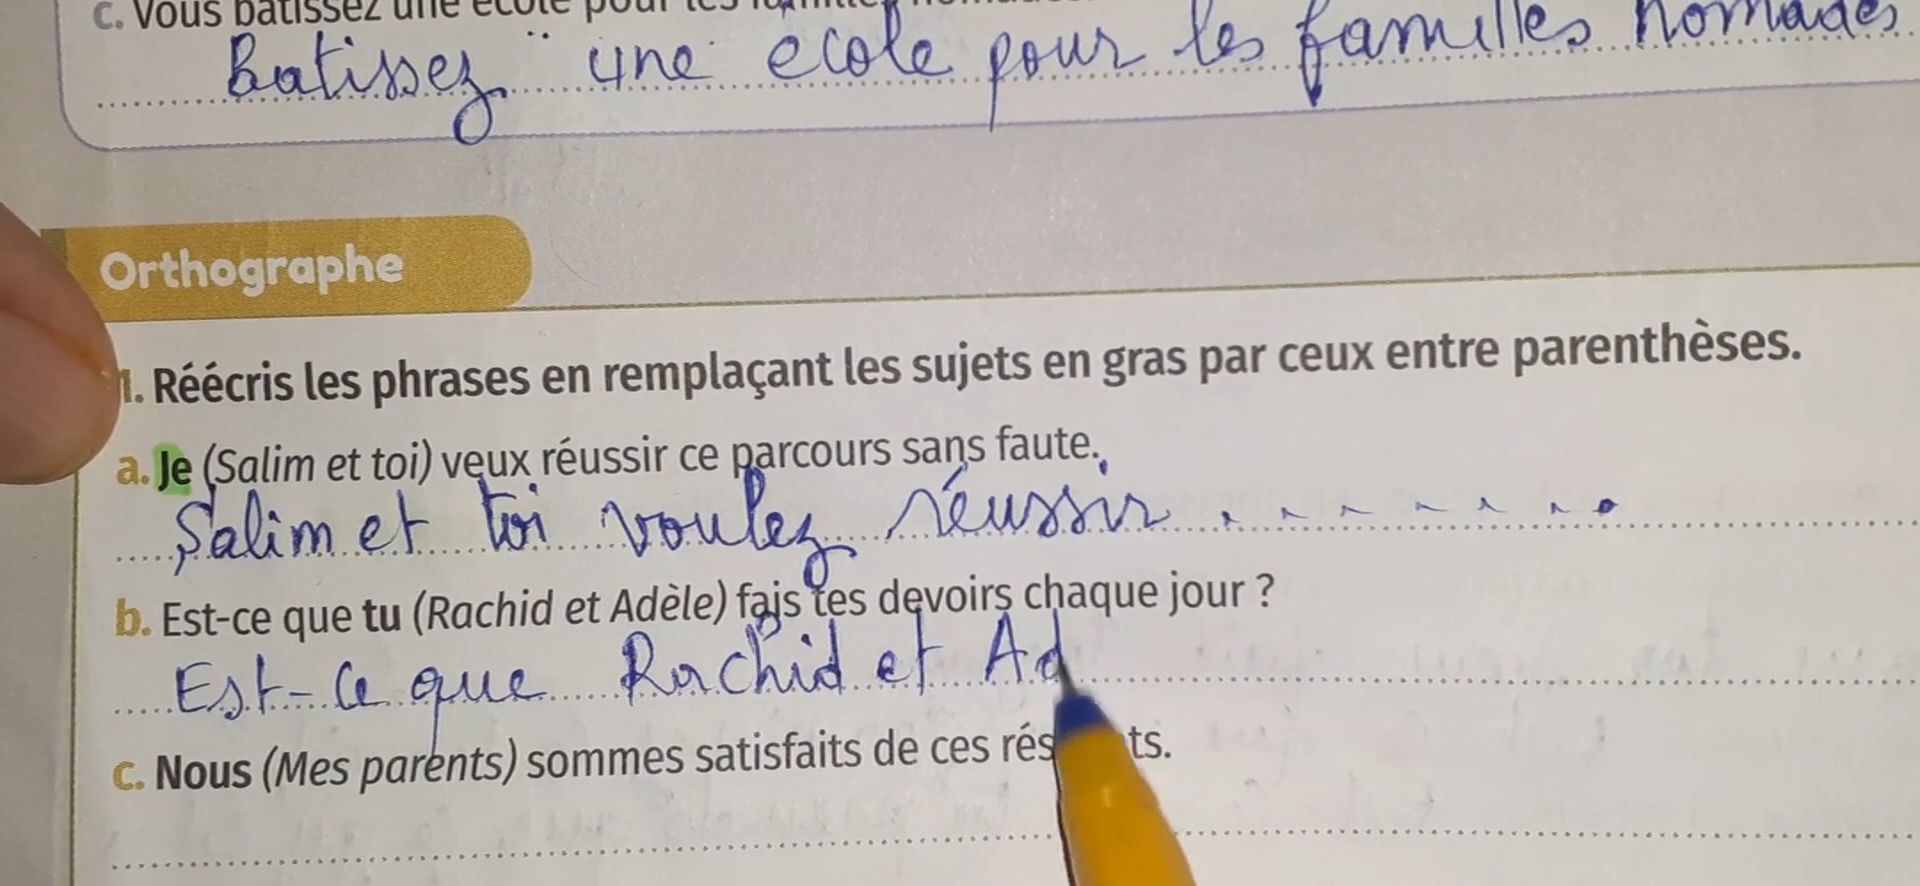 c. Vous bâtissez une école pour les
Batissez une ecole pour les familles nomades
Orthographe
1. Réécris les phrases en remplaçant les sujets en gras par ceux entre parenthèses.
a. Je (Salim et toi) veux réussir ce parcours sans faute.
Salim et toi voulez réussir . . . . . . . .
b. Est-ce que tu (Rachid et Adèle) fais tes devoirs chaque jour ?
Est-ce que Rachid et Ad
c. Nous (Mes parents) sommes satisfaits de ces rés ts.